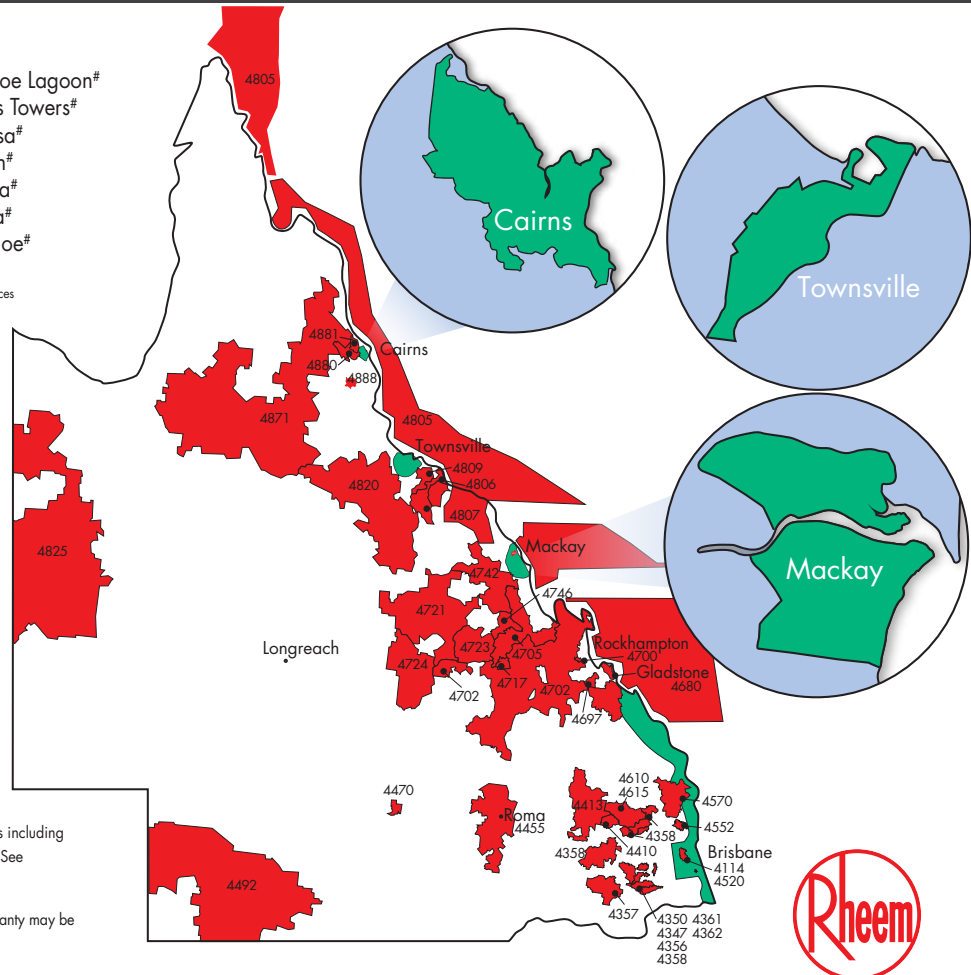 oe Lagoon#
s Towers#
sa#
n#
a#
a#
oe#
ces
4805
Cairns
Townsville
4881
4880
Cairns
4888
4871
4805
Townsville
4809
4806
4820
4807
4825
Mackay
Mackay
4742
4746
4721
Longreach
4723
4705
Rockhampton
4700
4724
Gladstone
4717
4702
4680
4702
4697
4610
4615
4470
4413
4570
Roma
4455
4552
4358
4358
4410
Brisbane
4114
4520
4492
4357
4350 4361
4347 4362
4356
4358
s including
See
anty may be
Rheem